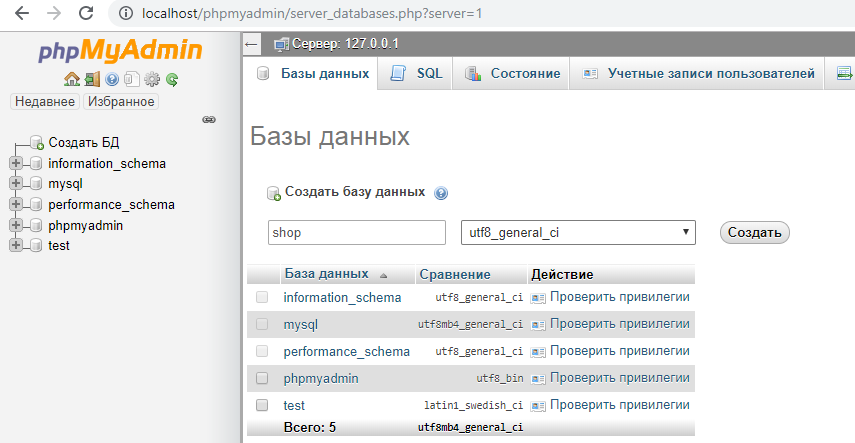 localhost/phpmyadmin/server_databases.php?server=1
phpMyAdmin
Недавнее Избранное
Создать БД
information_schema
mysql
performance_schema
phpmyadmin
test
Сервер: 127.0.0.1
Базы данных SQL Состояние Учетные записи пользователей
Базы данных
Создать базу данных
shop utf8_general_ci Создать
База данных Сравнение Действие
information_schema utf8_general_ci Проверить привилегии
mysql utf8mb4_general_ci Проверить привилегии
performance_schema utf8_general_ci Проверить привилегии
phpmyadmin utf8_bin Проверить привилегии
test latin1_swedish_ci Проверить привилегии
Всего: 5 utf8mb4_general_ci